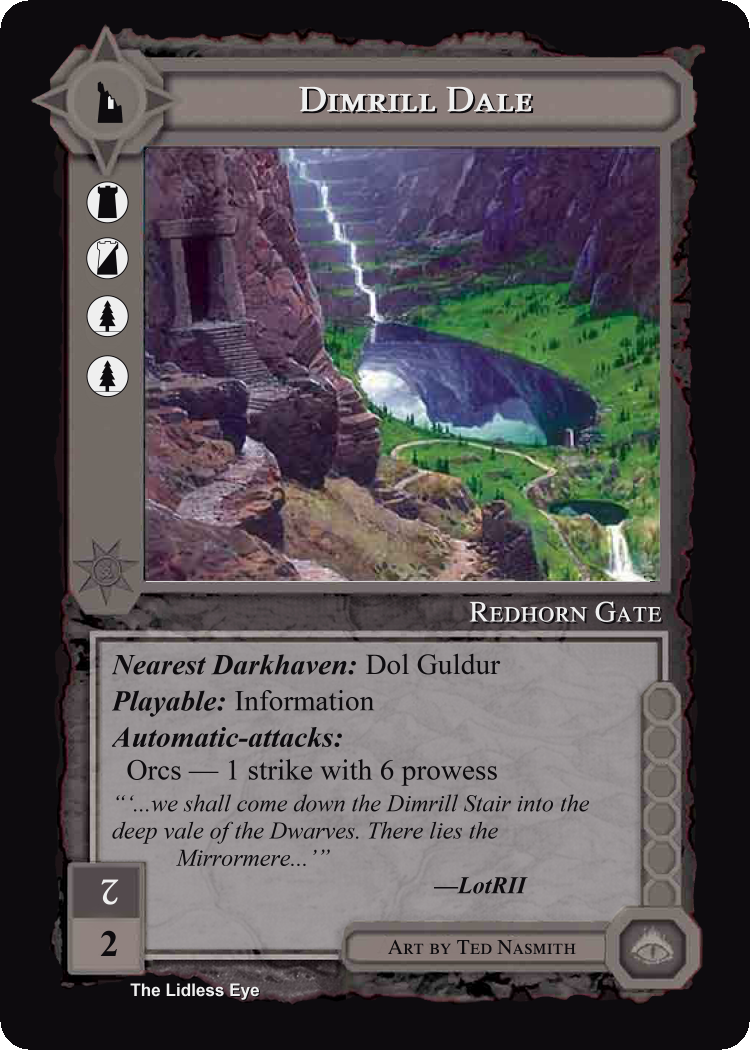 Dimrill Dale
Redhorn Gate
Nearest Darkhaven: Dol Guldur
Playable: Information
Automatic-attacks:
Orcs — 1 strike with 6 prowess
“‘...we shall come down the Dimrill Stair into the
deep vale of the Dwarves. There lies the
Mirrormere...’”
—LotRII
2
2
Art by Ted Nasmith
The Lidless Eye